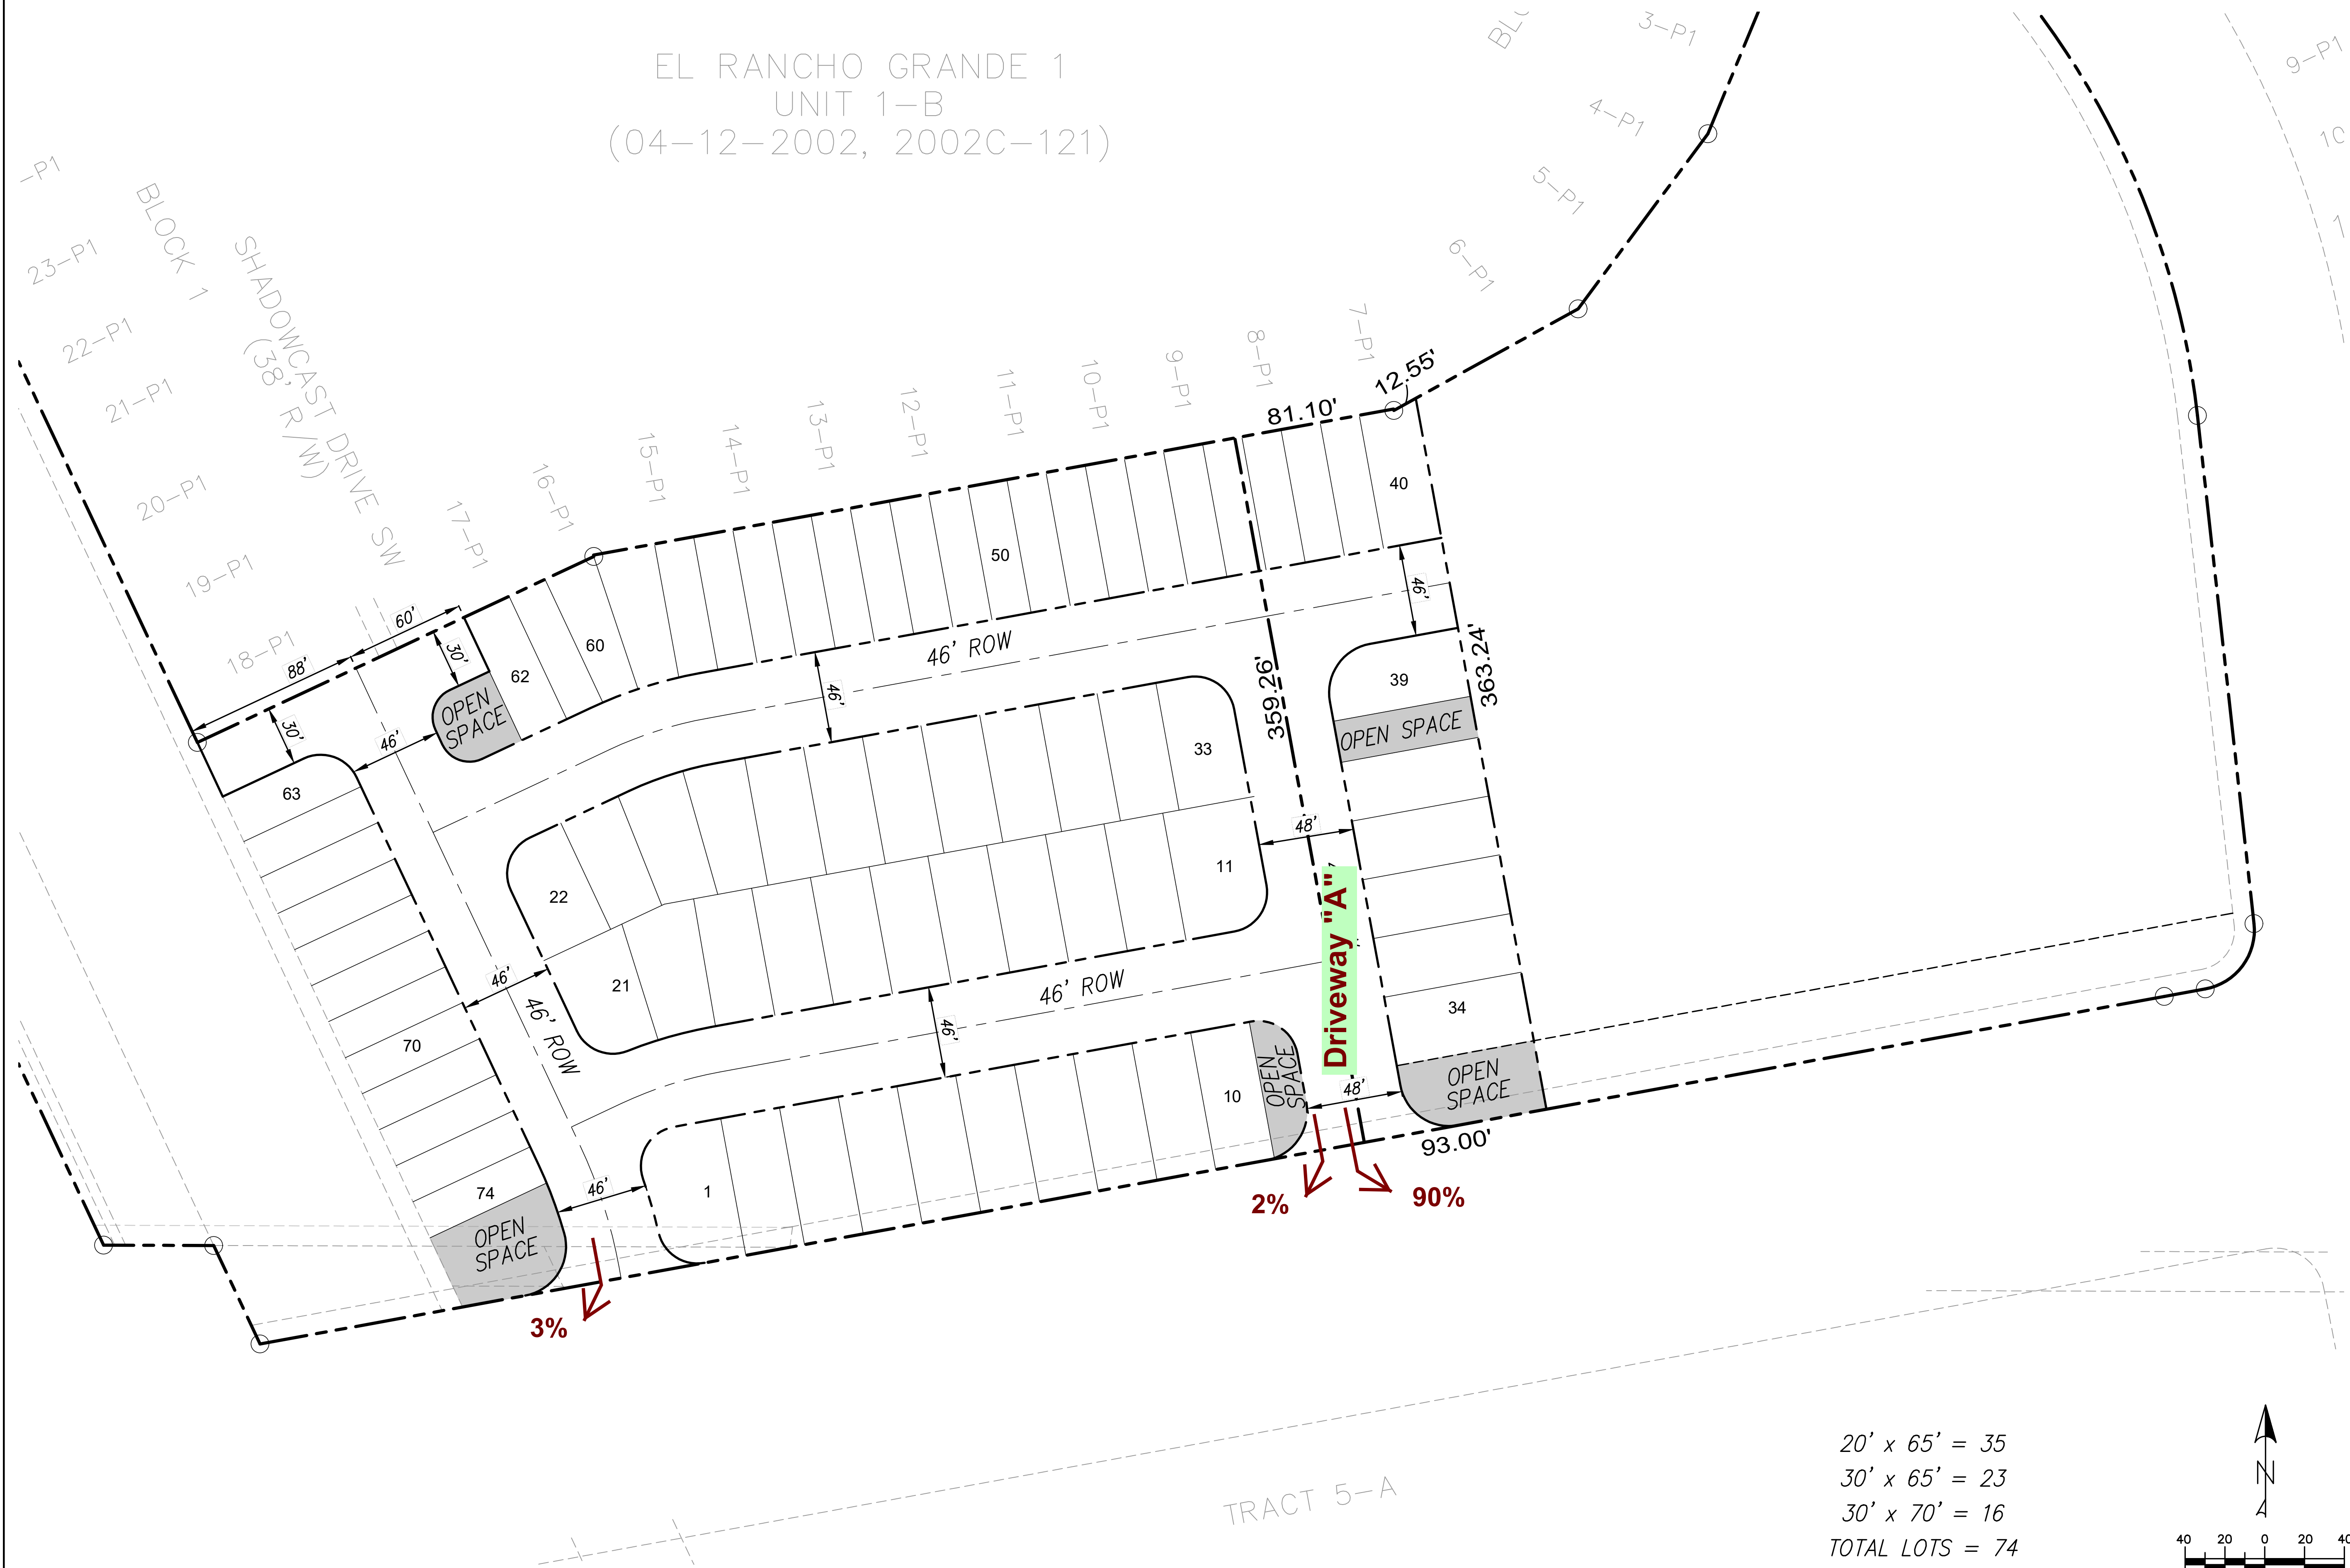 EL RANCHO GRANDE 1
UNIT 1-B
(04-12-2002, 2002C-121)
3-P1
4-P1
5-P1
6-P1
7-P1
8-P1
9-P1
10-P1
11-P1
12-P1
13-P1
14-P1
15-P1
16-P1
17-P1
18-P1
19-P1
20-P1
21-P1
22-P1
23-P1
-P1
9-P1
BLOCK 1
SHADOWCAST DRIVE SW
(38' R/W)
12.55'
81.10'
40
50
60
62
46'
60'
88'
30'
30'
46'
OPEN
SPACE
46' ROW
46'
63
39
363.24'
OPEN SPACE
359.26'
33
48'
11
22
21
46'
46' ROW
46' ROW
46'
70
Driveway "A"
34
OPEN
SPACE
48'
10
OPEN
SPACE
93.00'
2%
90%
1
46'
74
OPEN
SPACE
3%
TRACT 5-A
20' x 65' = 35
30' x 65' = 23
30' x 70' = 16
TOTAL LOTS = 74
N
40 20 0 20 40